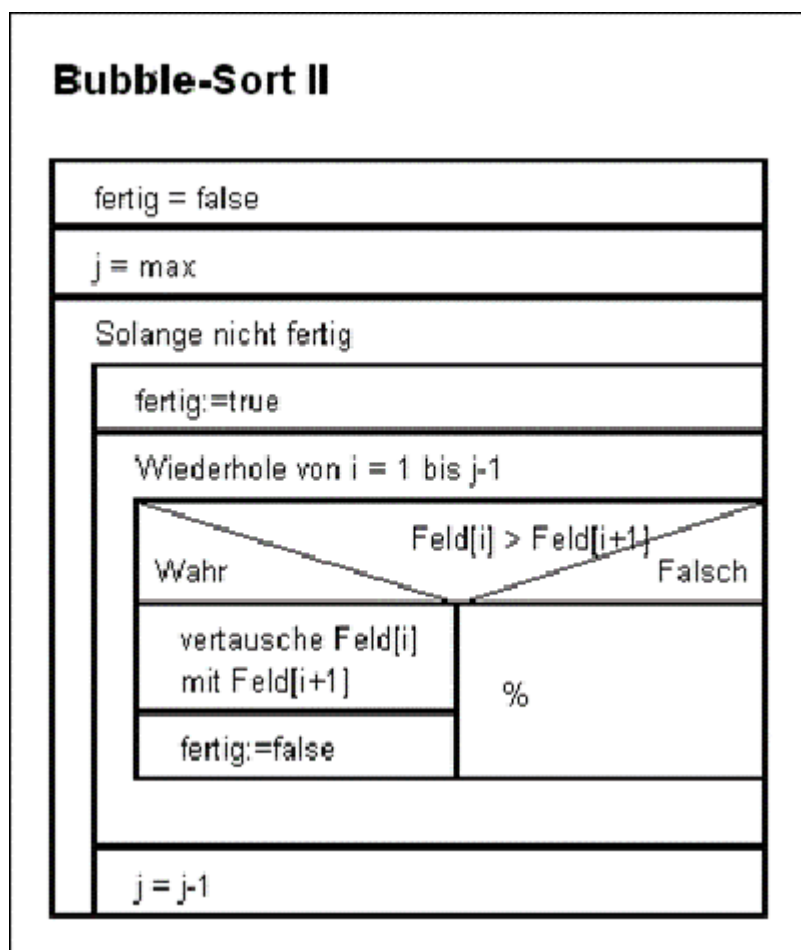 Bubble-Sort II
fertig = false
j = max
Solange nicht fertig
fertig:=true
Wiederhole von i = 1 bis j-1
Feld[i] > Feld[i+1]
Wahr
Falsch
vertausche Feld[i]
mit Feld[i+1]
%
fertig:=false
j = j-1